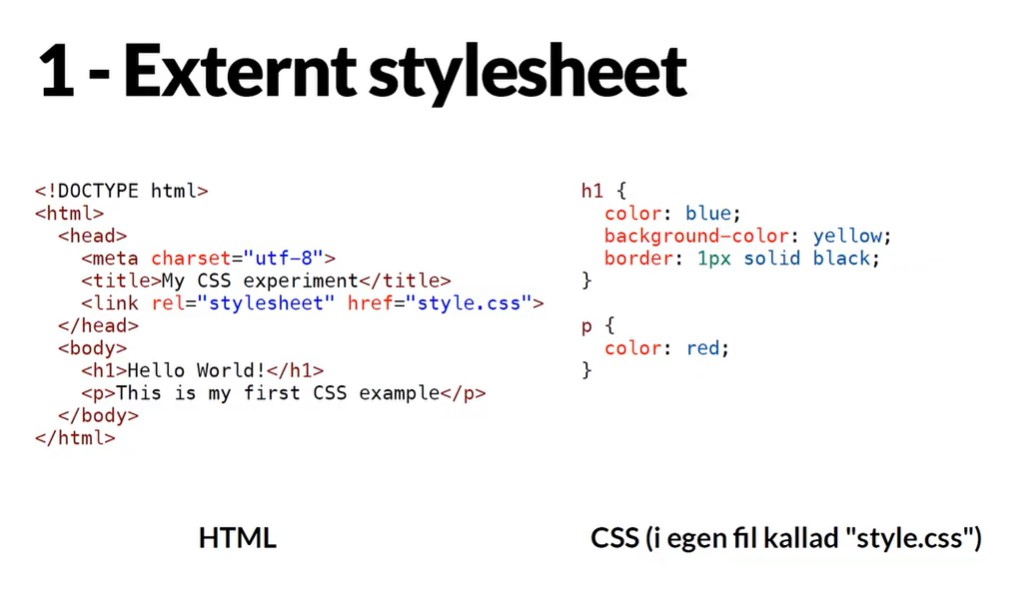 1 - Externt stylesheet
<!DOCTYPE html>
<html>
  <head>
    <meta charset="utf-8">
    <title>My CSS experiment</title>
    <link rel="stylesheet" href="style.css">
  </head>
  <body>
    <h1>Hello World!</h1>
    <p>This is my first CSS example</p>
  </body>
</html>
HTML
h1 {
  color: blue;
  background-color: yellow;
  border: 1px solid black;
}
p {
  color: red;
}
CSS (i egen fil kallad "style.css")